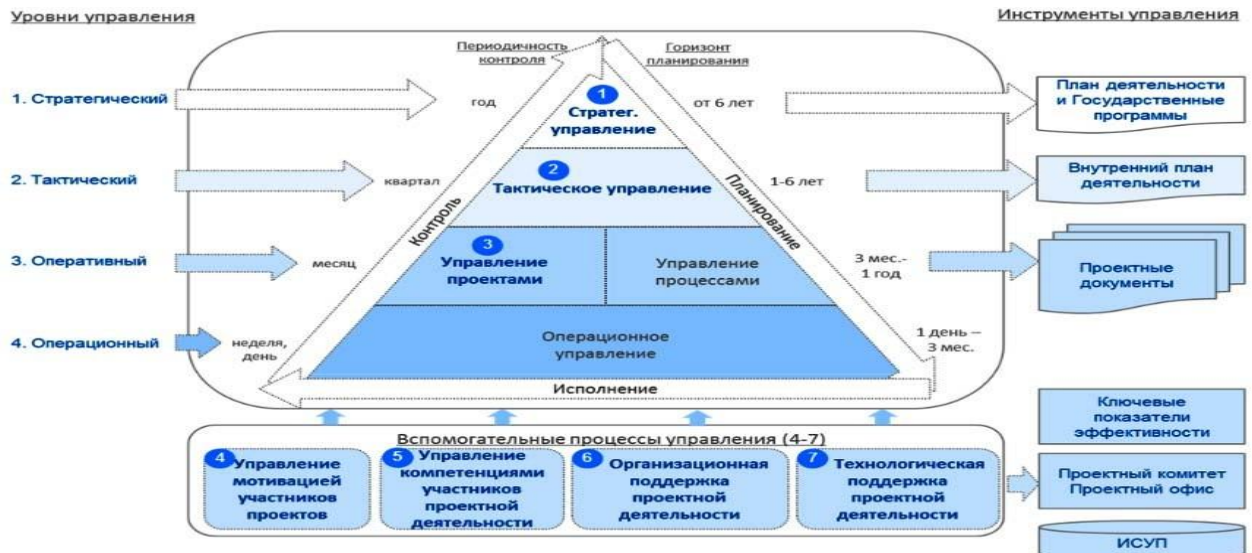 Уровни управления
Инструменты управления
Периодичность
контроля
Горизонт
планирования
1. Стратегический
год
1
Стратег.
управление
от 6 лет
План деятельности
и Государственные
программы
2. Тактический
квартал
2
Тактическое управление
1-6 лет
Внутренний план
деятельности
Контроль
Планирование
3. Оперативный
месяц
3
Управление
проектами
Управление
процессами
3 мес.-
1 год
Проектные
документы
4. Операционный
неделя,
день
Операционное
управление
1 день –
3 мес.
Исполнение
Вспомогательные процессы управления (4-7)
4
Управление
мотивацией
участников
проектов
5
Управление
компетенциями
участников
проектной
деятельности
6
Организационная
поддержка
проектной
деятельности
7
Технологическая
поддержка
проектной
деятельности
Ключевые
показатели
эффективности
Проектный комитет
Проектный офис
ИСУП